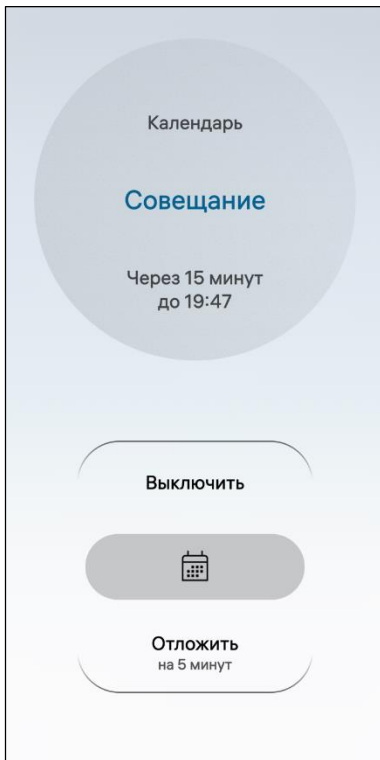 Календарь
Совещание
Через 15 минут
до 19:47
Выключить
Отложить
на 5 минут